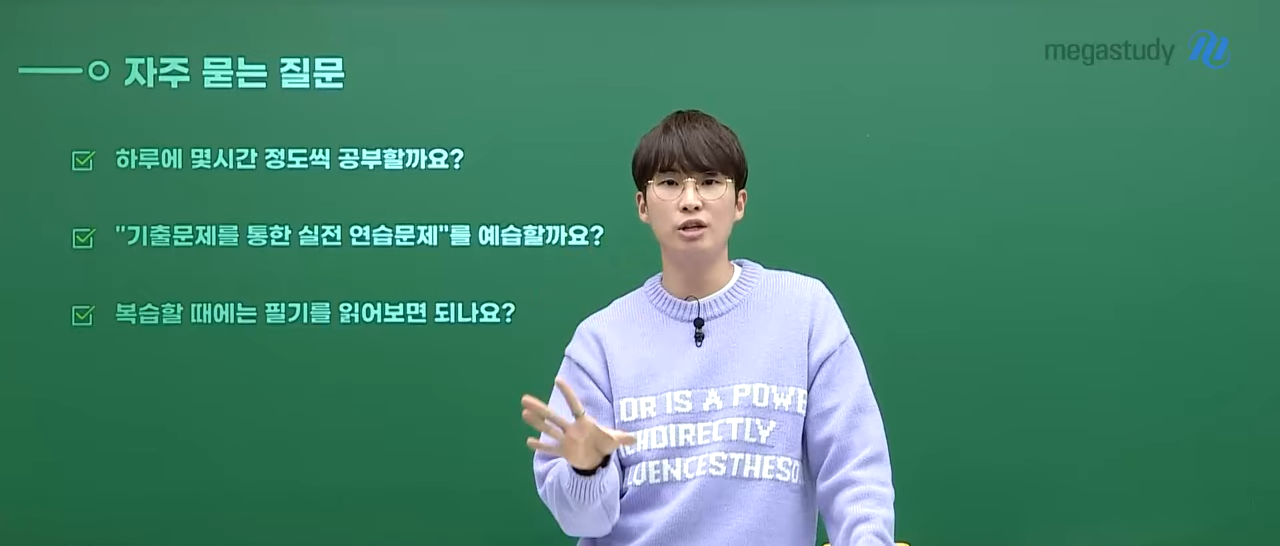 자주 묻는 질문
megastudy
하루에 몇시간 정도씩 공부할까요?
"기출문제를 통한 실전 연습문제"를 예습할까요?
복습할 때에는 필기를 읽어보면 되나요?
OR IS A POWE
DIRECTLY
UENCESTHESO